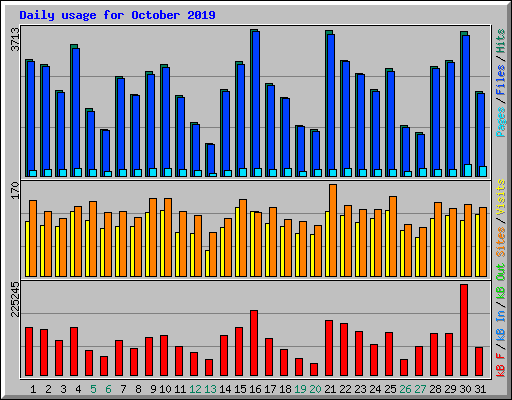 Daily usage for October 2019
3713
Pages / Files / Hits
170
Sites / Visits
225245
kB F / kB In / kB Out
1 2 3 4 5 6 7 8 9 10 11 12 13 14 15 16 17 18 19 20 21 22 23 24 25 26 27 28 29 30 31